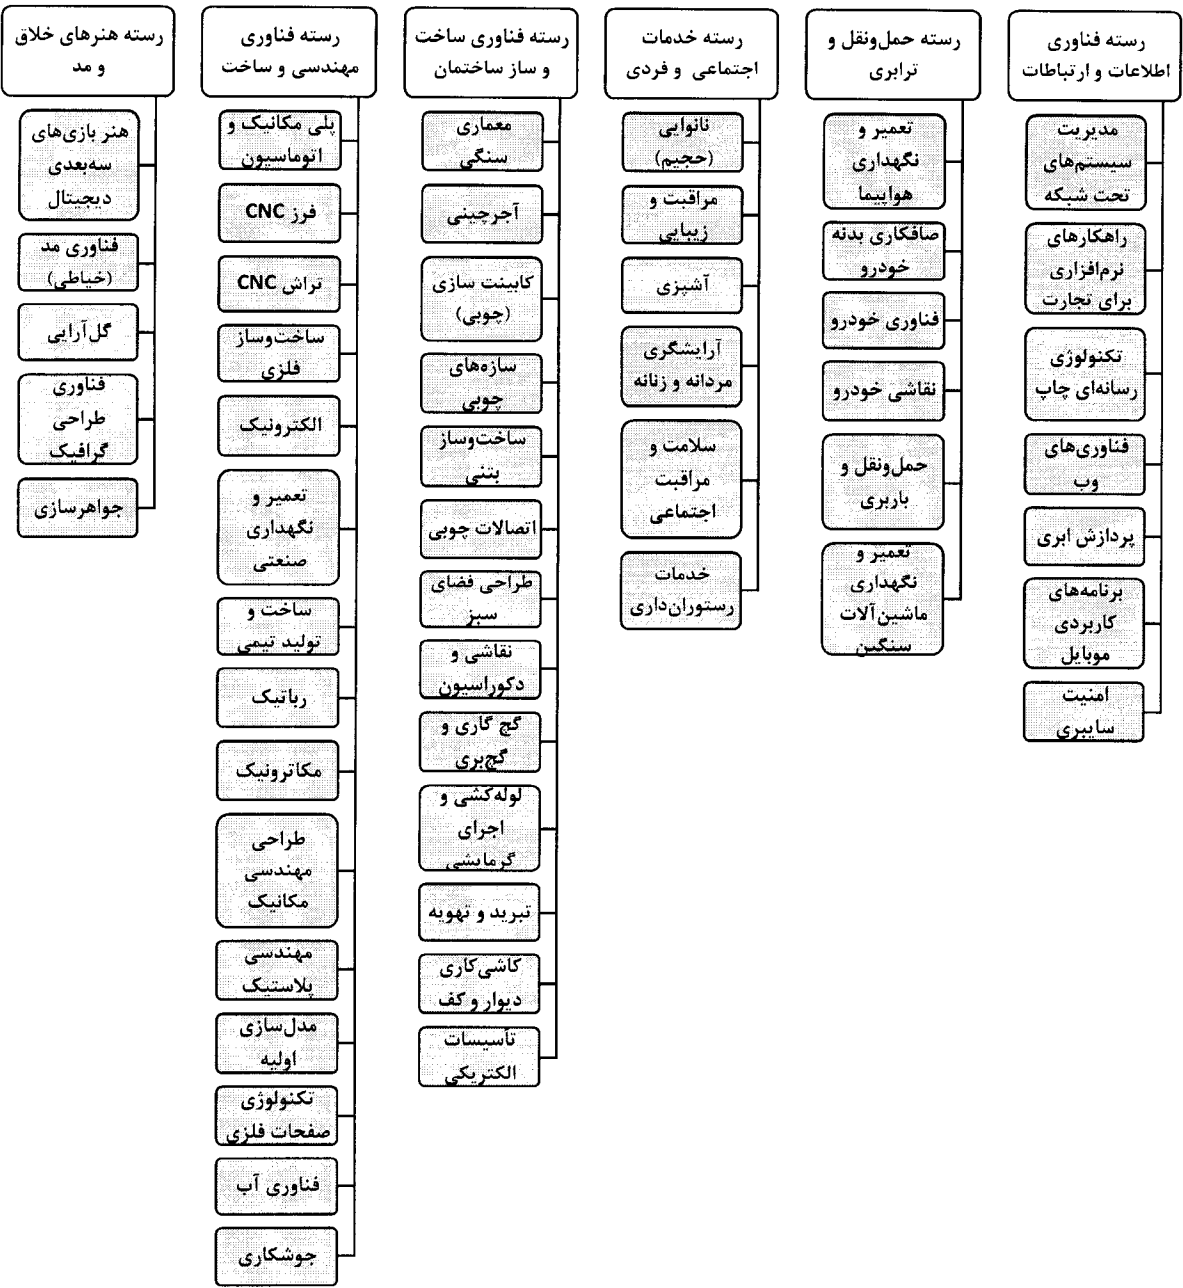 رسته فناوری
اطلاعات و ارتباطات
مدیریت
سیستم‌های
تحت شبکه
راهکارهای
نرم‌افزاری
برای تجارت
تکنولوژی
رسانه‌ای چاپ
فناوری‌های
وب
پردازش ابری
برنامه‌های
کاربردی
موبایل
امنیت
سایبری
رسته حمل‌ونقل و
ترابری
تعمیر و
نگهداری
هواپیما
صافکاری بدنه
خودرو
فناوری خودرو
نقاشی خودرو
حمل‌ونقل و
باربری
تعمیر و
نگهداری
ماشین‌آلات
سنگین
رسته خدمات
اجتماعی و فردی
نانوایی
(حجیم)
مراقبت و
زیبایی
آشپزی
آرایشگری
مردانه و زنانه
سلامت و
مراقبت
اجتماعی
خدمات
رستوران‌داری
رسته فناوری ساخت
و ساز ساختمان
معماری
سنگی
آجرچینی
کابینت سازی
(چوبی)
سازه‌های
چوبی
ساخت‌وساز
بتنی
اتصالات چوبی
طراحی فضای
سبز
نقاشی و
دکوراسیون
گچ گاری و
گچ‌بری
لوله‌کشی و
اجرای
گرمایشی
تبرید و تهویه
کاشی‌کاری
دیوار و کف
تأسیسات
الکتریکی
رسته فناوری
مهندسی و ساخت
پلی مکانیک و
اتوماسیون
فرز CNC
تراش CNC
ساخت‌وساز
فلزی
الکترونیک
تعمیر و
نگهداری
صنعتی
ساخت و
تولید تیمی
رباتیک
مکاترونیک
طراحی
مهندسی
مکانیک
مهندسی
پلاستیک
مدل‌سازی
اولیه
تکنولوژی
صفحات فلزی
فناوری آب
جوشکاری
رسته هنرهای خلاق
و مد
هنر بازی‌های
سه‌بعدی
دیجیتال
فناوری مد
(خیاطی)
گل‌آرایی
فناوری
طراحی
گرافیک
جواهرسازی